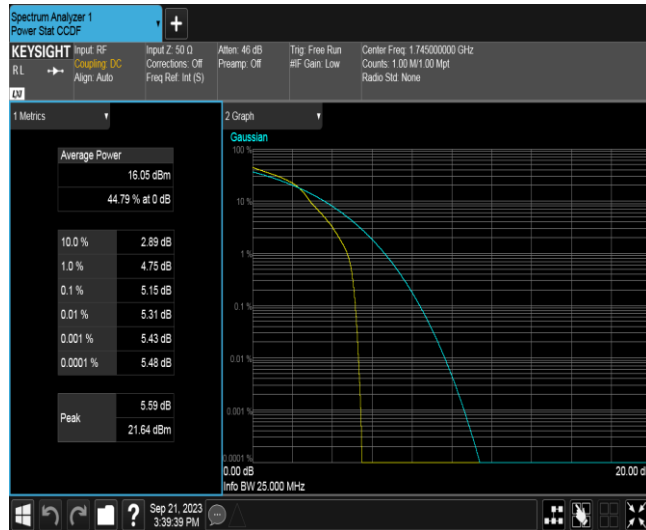 Spectrum Analyzer 1
Power Stat CCDF
+
KEYSIGHT
RL
LXI
Input: RF
Coupling: DC
Align: Auto
Input Z: 50 Ω
Corrections: Off
Freq Ref: Int (S)
Atten: 46 dB
Preamp: Off
Trig: Free Run
#IF Gain: Low
Center Freq: 1.745000000 GHz
Counts: 1.00 M/1.00 Mpt
Radio Std: None
1 Metrics
Average Power
16.05 dBm
44.79 % at 0 dB
10.0 % 2.89 dB
1.0 % 4.75 dB
0.1 % 5.15 dB
0.01 % 5.31 dB
0.001 % 5.43 dB
0.0001 % 5.48 dB
Peak
5.59 dB
21.64 dBm
2 Graph
Gaussian
100 %
10 %
1 %
0.1 %
0.01 %
0.001 %
0.0001 %
0.00 dB
20.00 d
Info BW 25.000 MHz
?
Sep 21, 2023
3:39:39 PM